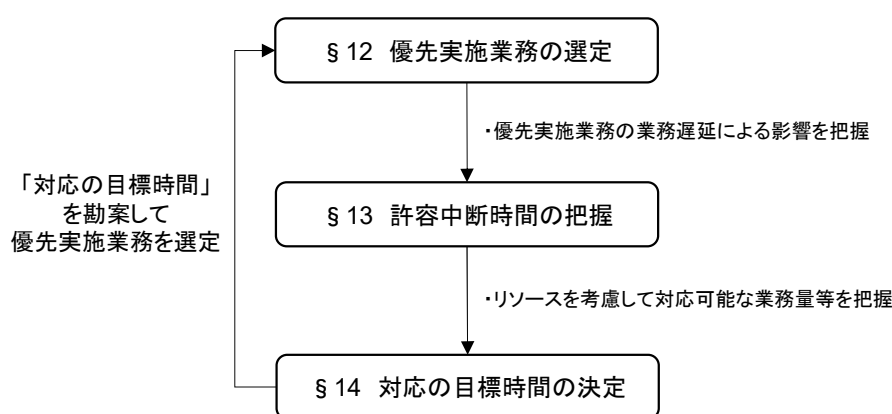 §12 優先実施業務の選定
・優先実施業務の業務遅延による影響を把握
「対応の目標時間」
を勘案して
優先実施業務を選定
§13 許容中断時間の把握
・リソースを考慮して対応可能な業務量等を把握
§14 対応の目標時間の決定